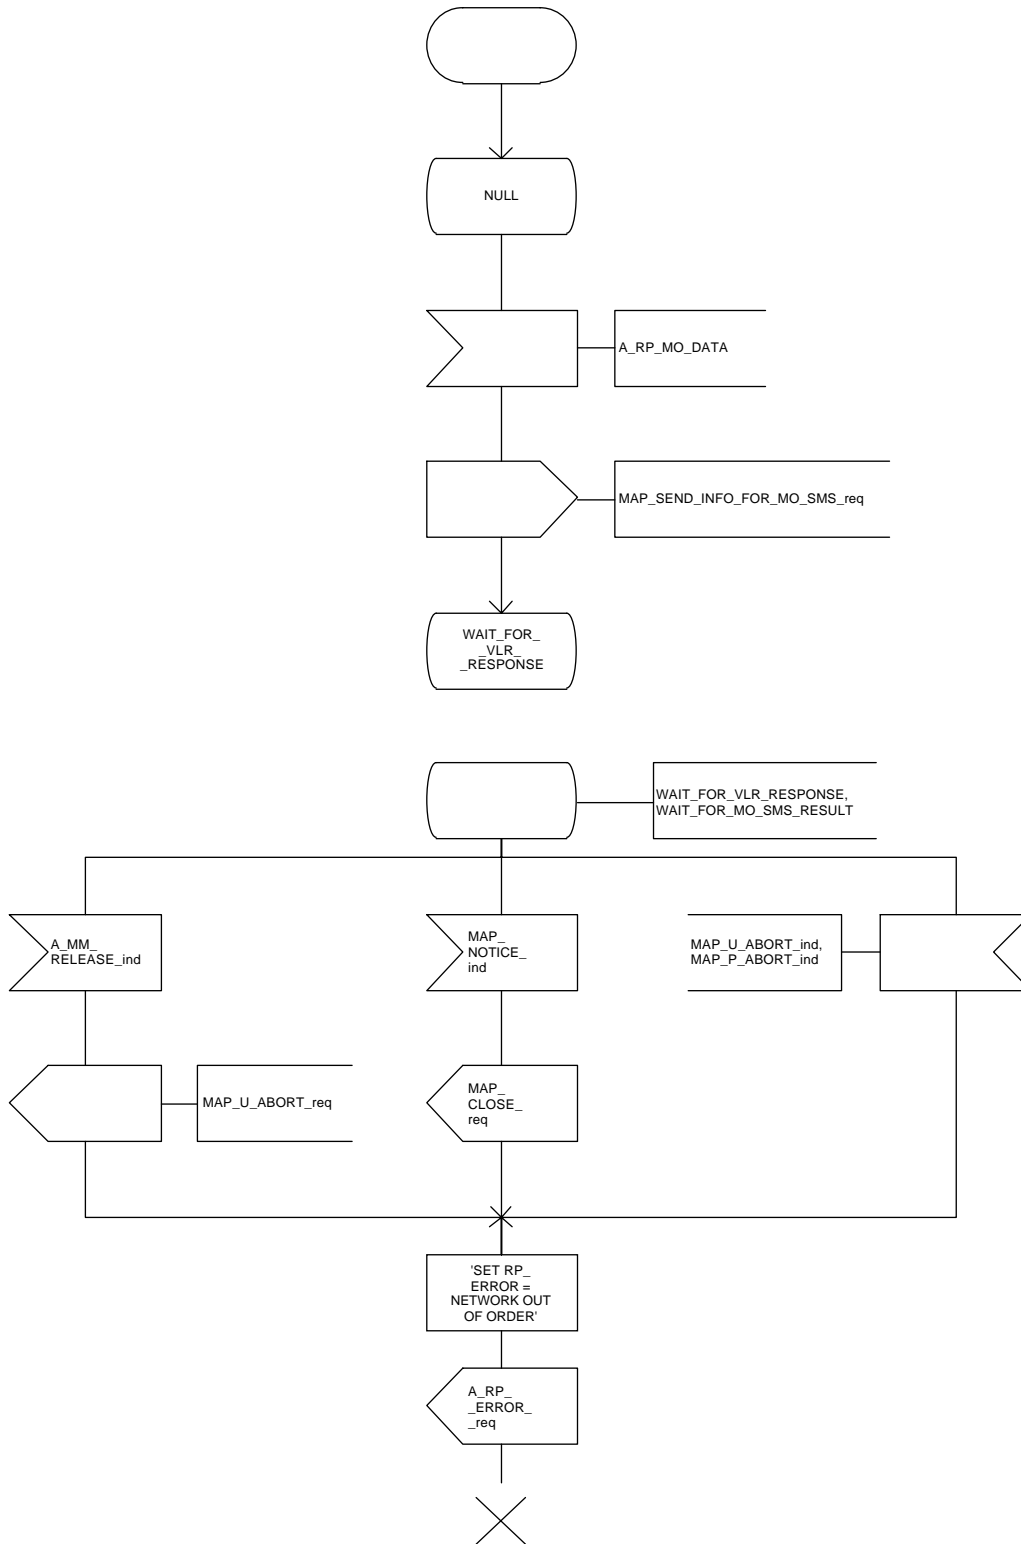 NULL
A_RP_MO_DATA
MAP_SEND_INFO_FOR_MO_SMS_req
WAIT_FOR_
_VLR_
_RESPONSE
WAIT_FOR_VLR_RESPONSE,
WAIT_FOR_MO_SMS_RESULT
A_MM_
RELEASE_ind
MAP_
NOTICE_
ind
MAP_U_ABORT_ind,
MAP_P_ABORT_ind
MAP_U_ABORT_req
MAP_
CLOSE_
req
'SET RP_
ERROR =
NETWORK OUT
OF ORDER'
A_RP_
_ERROR_
_req